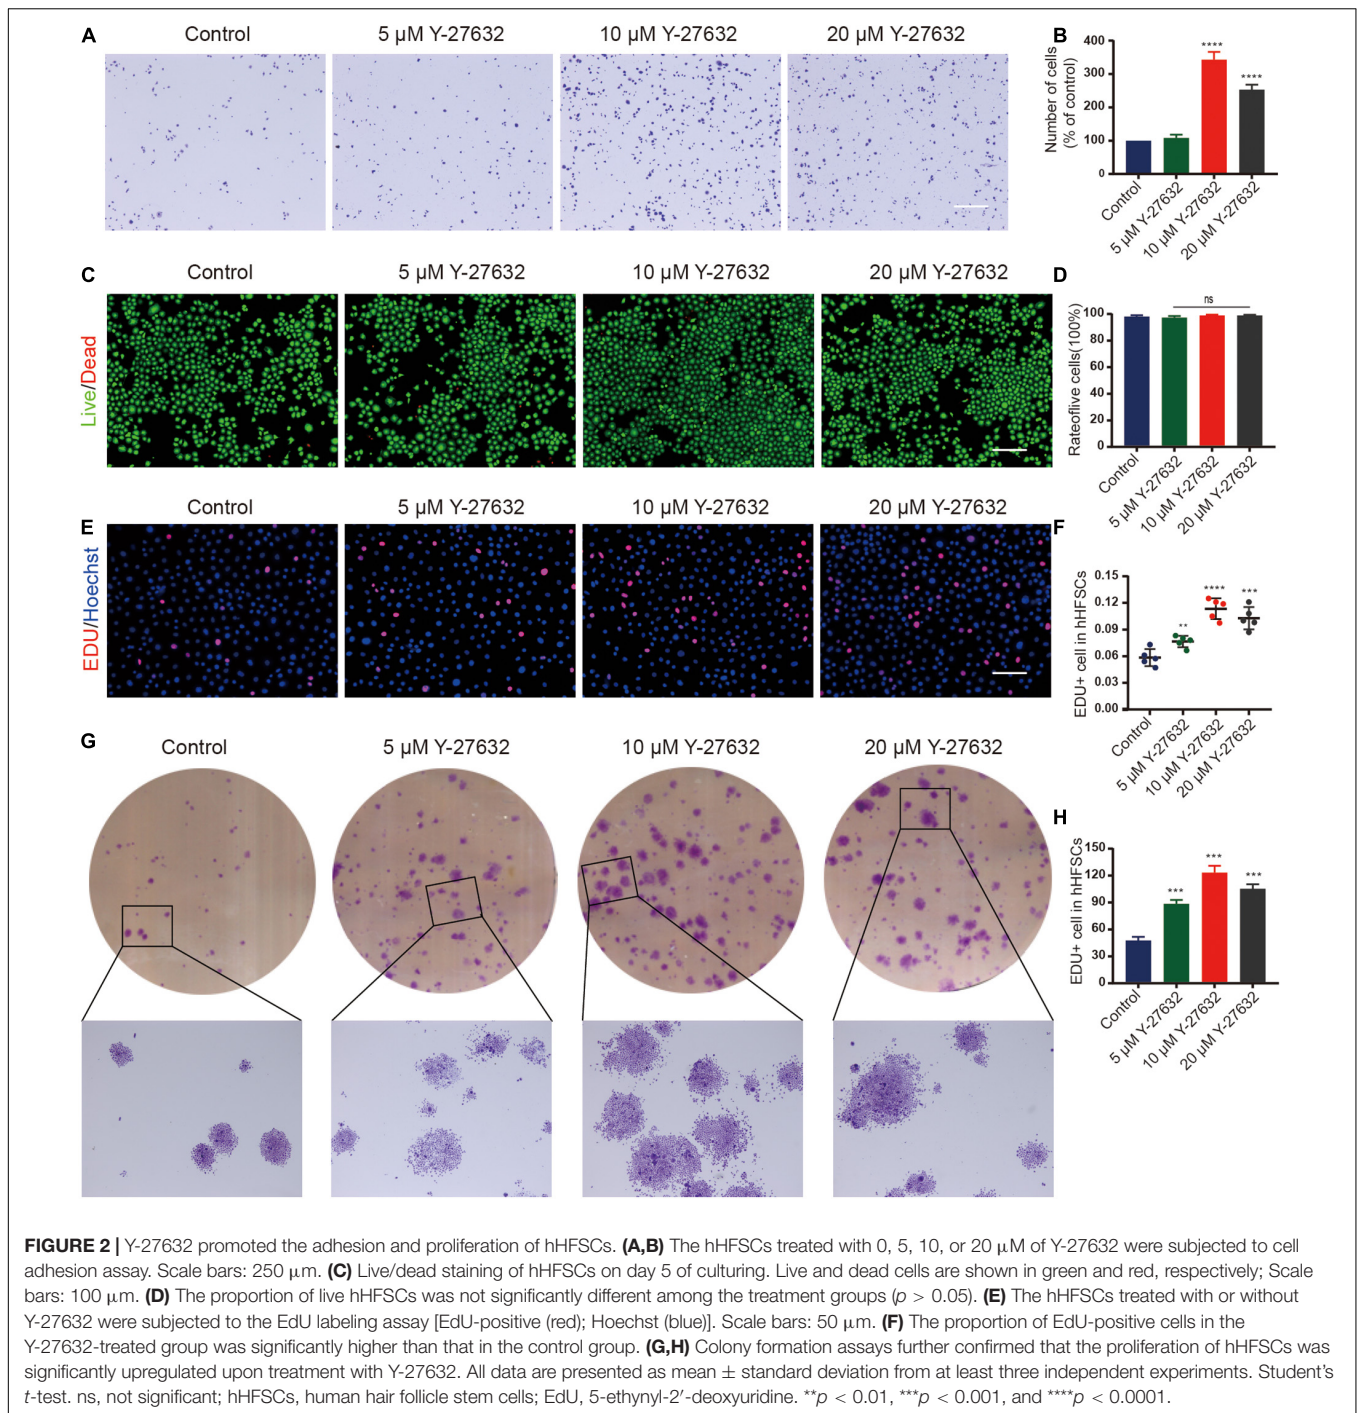 A
Control
5 µM Y-27632
10 µM Y-27632
20 µM Y-27632
B
Number of cells
(% of control)
400
300
200
100
0
****
****
Control
5 µM Y-27632
10 µM Y-27632
20 µM Y-27632
C
Live/Dead
Control
5 µM Y-27632
10 µM Y-27632
20 µM Y-27632
D
Rateoflive cells(100%)
100
80
60
40
20
0
ns
Control
5 µM Y-27632
10 µM Y-27632
20 µM Y-27632
E
EDU/Hoechst
Control
5 µM Y-27632
10 µM Y-27632
20 µM Y-27632
F
EDU+ cell in hHFSCs
0.15
0.12
0.09
0.06
0.03
0.00
**
****
***
Control
5 µM Y-27632
10 µM Y-27632
20 µM Y-27632
G
Control
5 µM Y-27632
10 µM Y-27632
20 µM Y-27632
H
EDU+ cell in hHFSCs
150
120
90
60
30
0
***
***
***
Control
5 µM Y-27632
10 µM Y-27632
20 µM Y-27632
FIGURE 2 | Y-27632 promoted the adhesion and proliferation of hHFSCs. (A,B) The hHFSCs treated with 0, 5, 10, or 20 µM of Y-27632 were subjected to cell
adhesion assay. Scale bars: 250 µm. (C) Live/dead staining of hHFSCs on day 5 of culturing. Live and dead cells are shown in green and red, respectively; Scale
bars: 100 µm. (D) The proportion of live hHFSCs was not significantly different among the treatment groups (p > 0.05). (E) The hHFSCs treated with or without
Y-27632 were subjected to the EdU labeling assay [EdU-positive (red); Hoechst (blue)]. Scale bars: 50 µm. (F) The proportion of EdU-positive cells in the
Y-27632-treated group was significantly higher than that in the control group. (G,H) Colony formation assays further confirmed that the proliferation of hHFSCs was
significantly upregulated upon treatment with Y-27632. All data are presented as mean ± standard deviation from at least three independent experiments. Student's
t-test. ns, not significant; hHFSCs, human hair follicle stem cells; EdU, 5-ethynyl-2′-deoxyuridine. **p < 0.01, ***p < 0.001, and ****p < 0.0001.